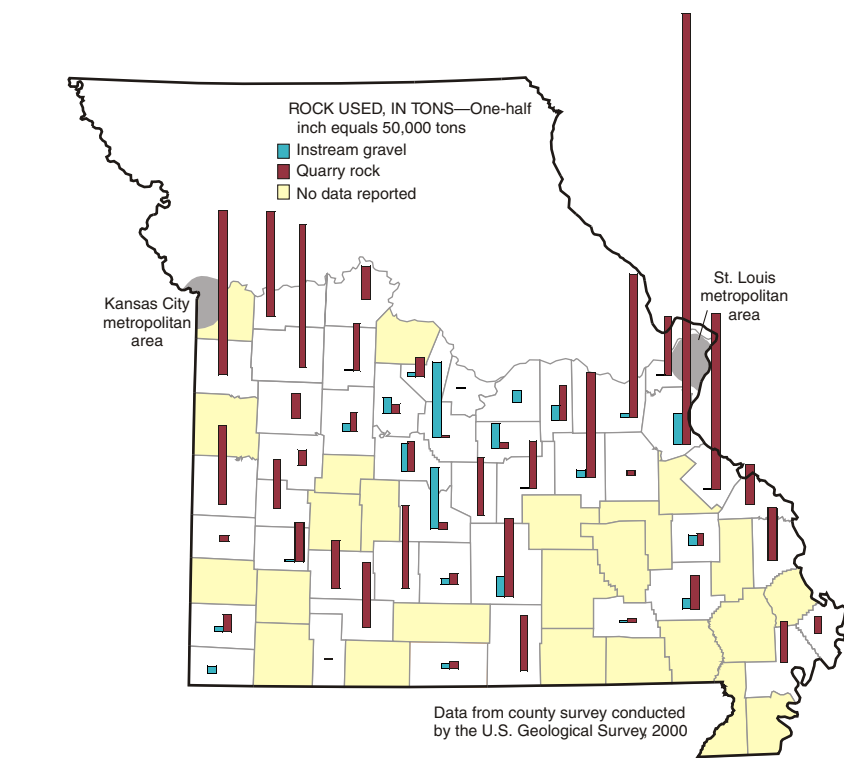 ROCK USED, IN TONS—One-half
inch equals 50,000 tons
Instream gravel
Quarry rock
No data reported
St. Louis
metropolitan
area
Kansas City
metropolitan
area
Data from county survey conducted
by the U.S. Geological Survey, 2000